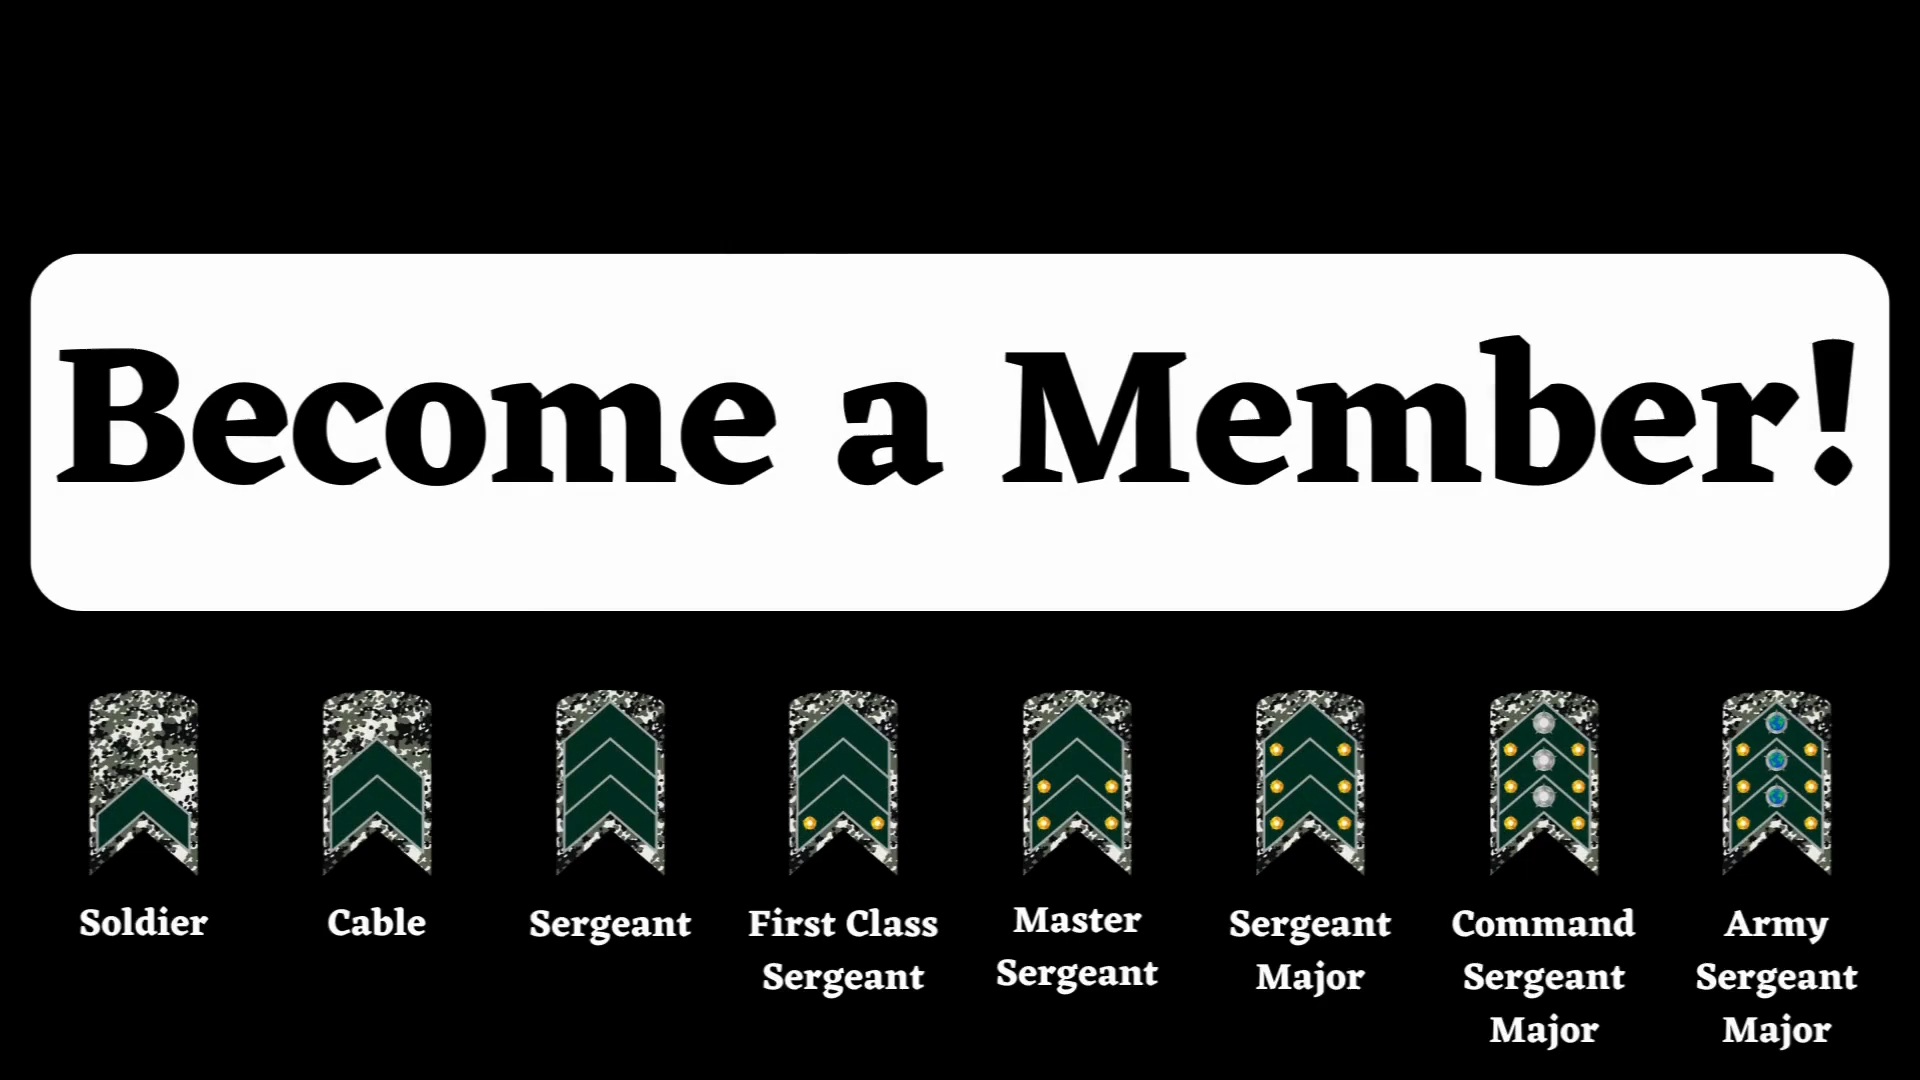 Become a Member!
Soldier
Cable
Sergeant
First Class
Sergeant
Master
Sergeant
Sergeant
Major
Command
Sergeant
Major
Army
Sergeant
Major